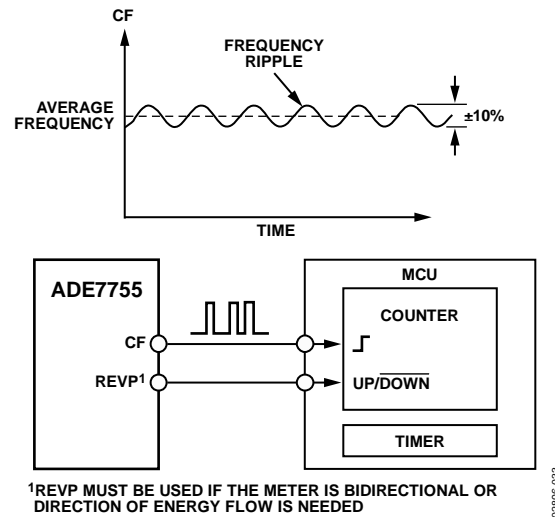 CF
FREQUENCY
RIPPLE
AVERAGE
FREQUENCY
±10%
TIME
ADE7755
CF
REVP1
MCU
COUNTER
UP/DOWN
TIMER
1REVP MUST BE USED IF THE METER IS BIDIRECTIONAL OR
DIRECTION OF ENERGY FLOW IS NEEDED